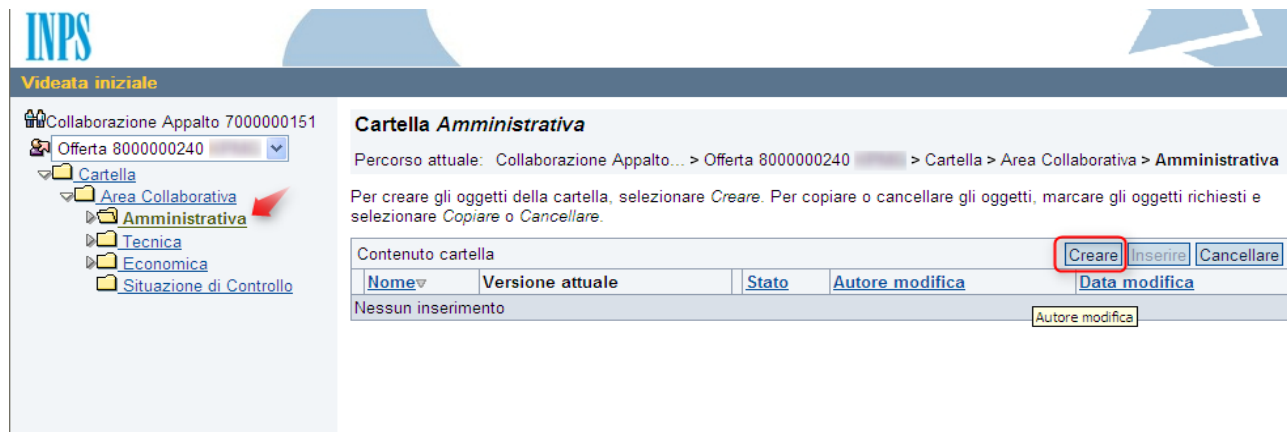 INPS
Videata iniziale
Collaborazione Appalto 7000000151
Offerta 8000000240
Cartella
Area Collaborativa
Amministrativa
Tecnica
Economica
Situazione di Controllo
Cartella Amministrativa
Percorso attuale: Collaborazione Appalto... > Offerta 8000000240 > Cartella > Area Collaborativa > Amministrativa
Per creare gli oggetti della cartella, selezionare Creare. Per copiare o cancellare gli oggetti, marcare gli oggetti richiesti e
selezionare Copiare o Cancellare.
Contenuto cartella Creare Inserire Cancellare
Nome Versione attuale Stato Autore modifica Data modifica
Nessun inserimento
Autore modifica